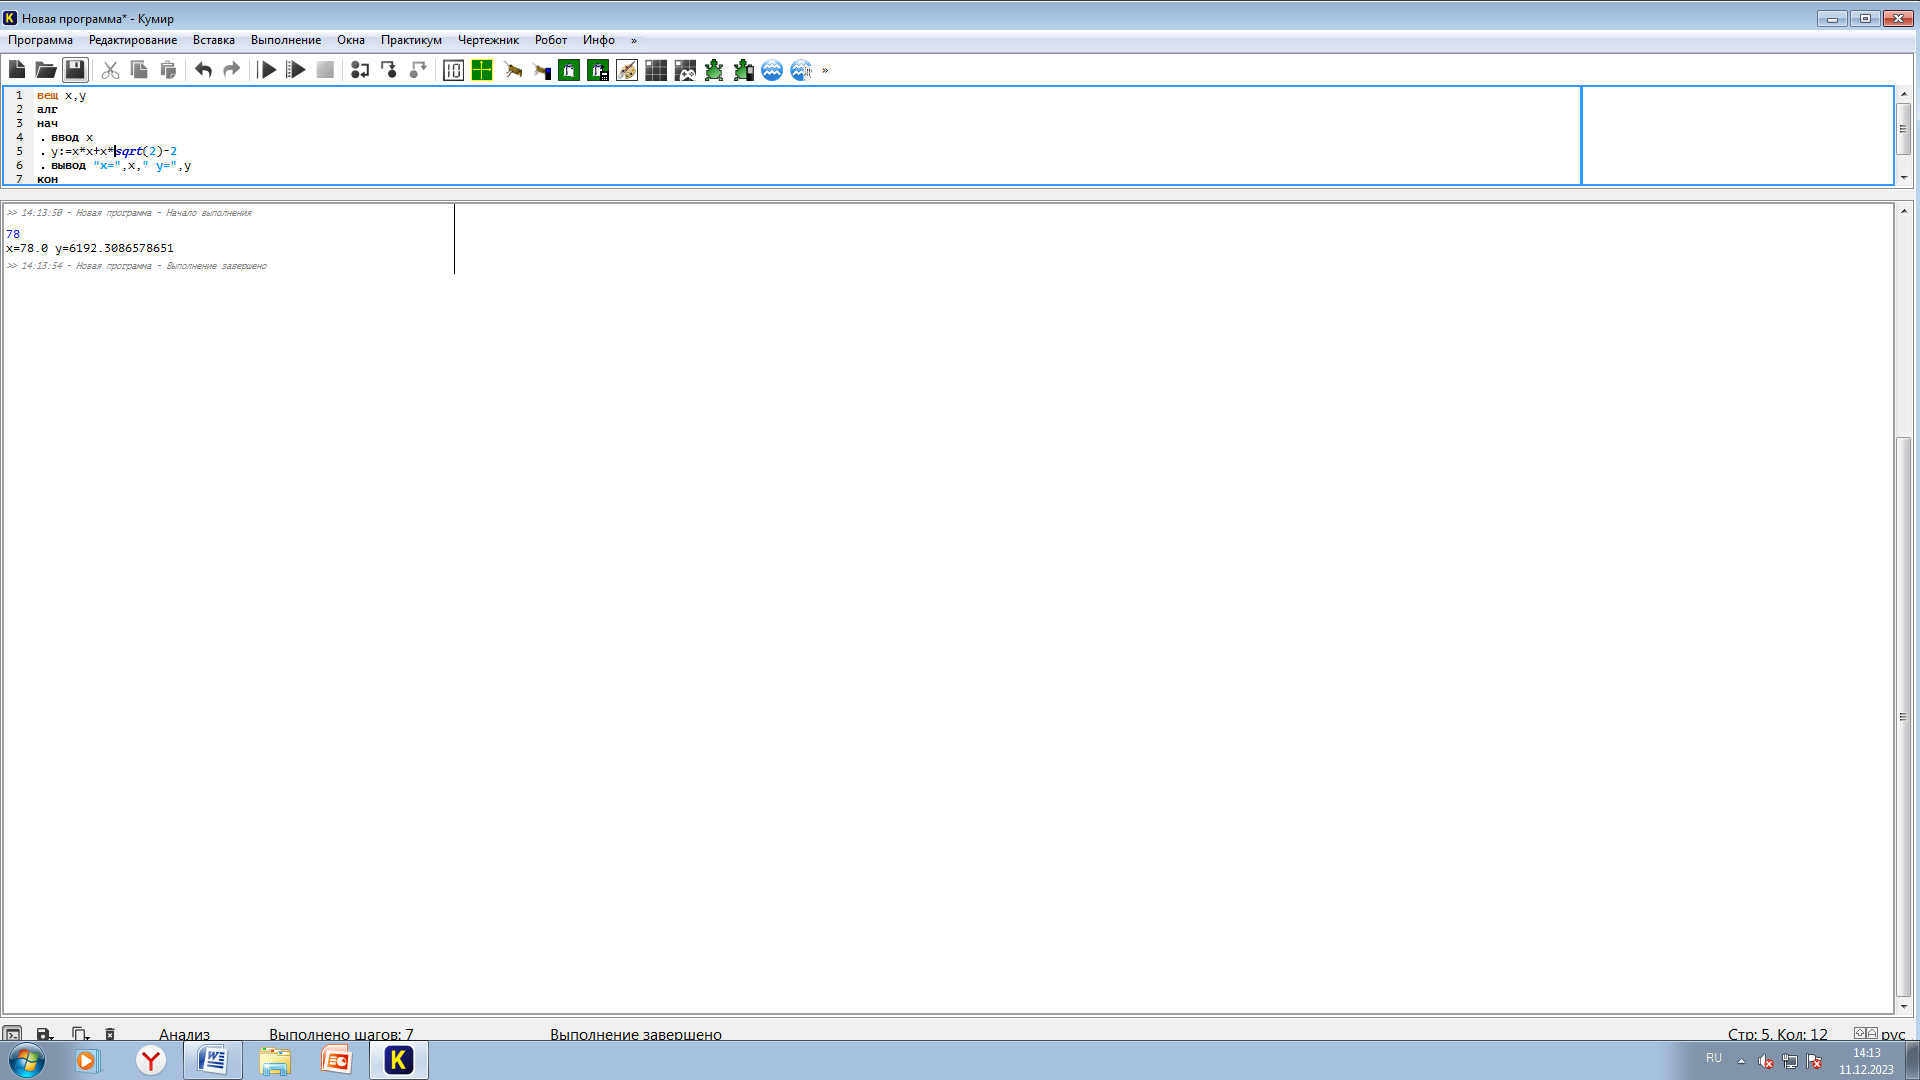 Новая программа* - Кумир
Программа Редактирование Вставка Выполнение Окна Практикум Чертежник Робот Инфо »
»
1 вещ x,y
2 алг
3 нач
4 . ввод x
5 . y:=x*x+x*sqrt(2)-2
6 . вывод "x=",x," y=",y
7 кон
>> 14:13:50 - Новая программа - Начало выполнения
78
x=78.0 y=6192.3086578651
>> 14:13:54 - Новая программа - Выполнение завершено
Анализ Выполнено шагов: 7 Выполнение завершено Стр: 5, Кол: 12 рус
RU 14:13
11.12.2023